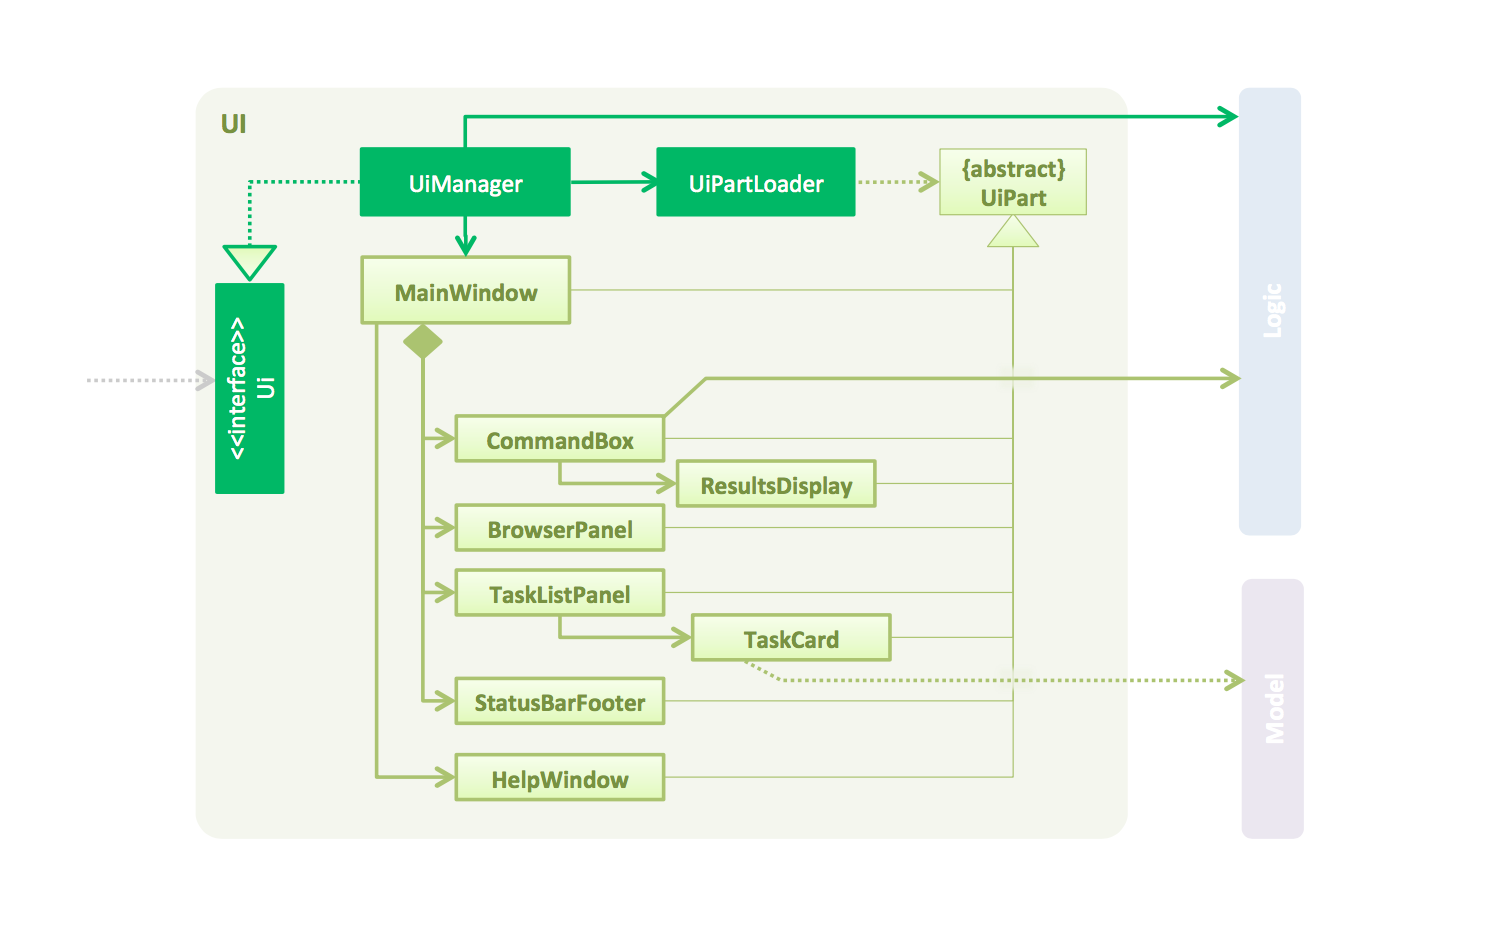 UI
UiManager
UiPartLoader
{abstract}
UiPart
MainWindow
<<interface>>
Ui
Logic
CommandBox
ResultsDisplay
BrowserPanel
TaskListPanel
TaskCard
StatusBarFooter
Model
HelpWindow